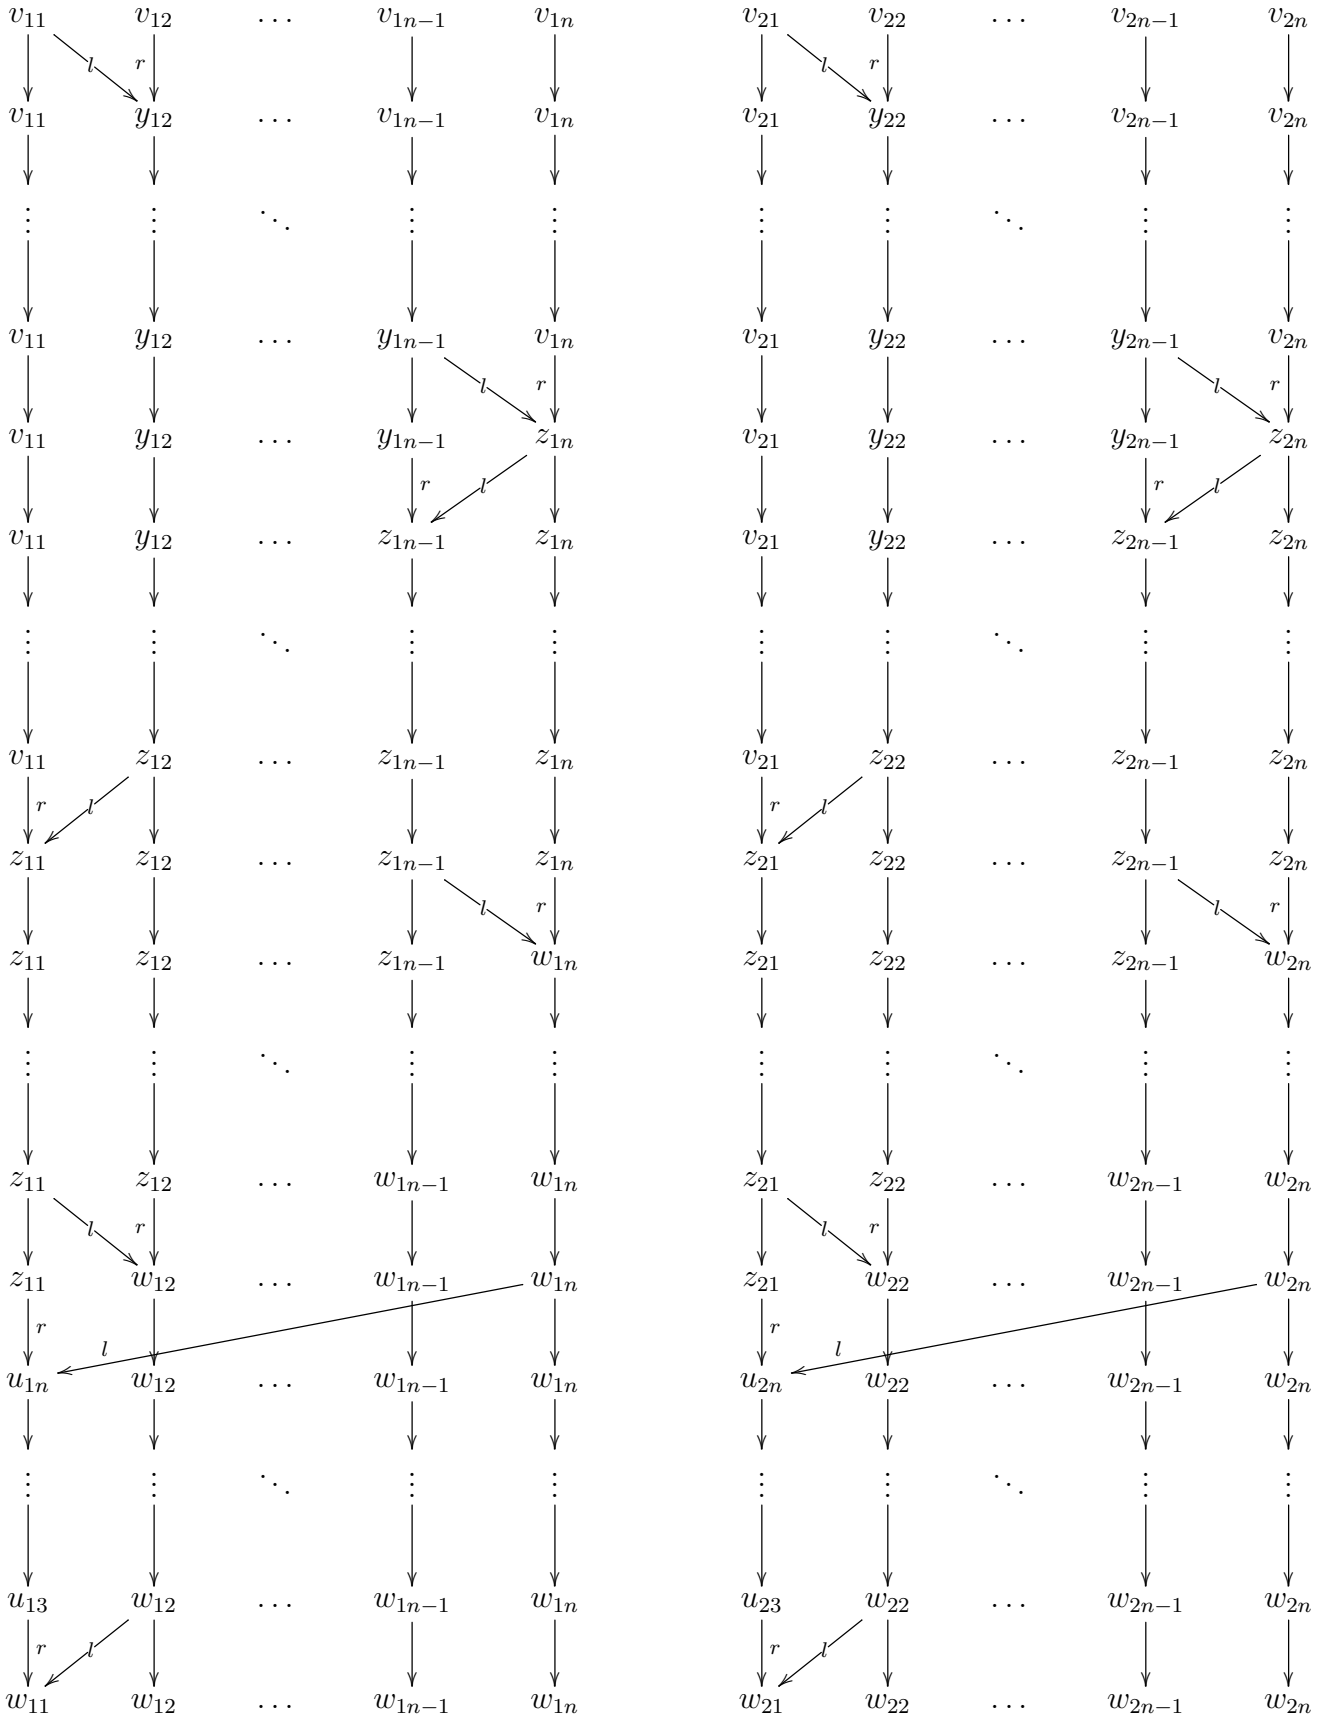 v₁₁ v₁₂ … v₁ₙ₋₁ v₁ₙ v₂₁ v₂₂ … v₂ₙ₋₁ v₂ₙ
l r l r
v₁₁ y₁₂ … v₁ₙ₋₁ v₁ₙ v₂₁ y₂₂ … v₂ₙ₋₁ v₂ₙ
⋮ ⋮ ⋱ ⋮ ⋮ ⋮ ⋮ ⋱ ⋮ ⋮
v₁₁ y₁₂ … y₁ₙ₋₁ v₁ₙ v₂₁ y₂₂ … y₂ₙ₋₁ v₂ₙ
l r l r
v₁₁ y₁₂ … y₁ₙ₋₁ z₁ₙ v₂₁ y₂₂ … y₂ₙ₋₁ z₂ₙ
r l r l
v₁₁ y₁₂ … z₁ₙ₋₁ z₁ₙ v₂₁ y₂₂ … z₂ₙ₋₁ z₂ₙ
⋮ ⋮ ⋱ ⋮ ⋮ ⋮ ⋮ ⋱ ⋮ ⋮
v₁₁ z₁₂ … z₁ₙ₋₁ z₁ₙ v₂₁ z₂₂ … z₂ₙ₋₁ z₂ₙ
r l r l
z₁₁ z₁₂ … z₁ₙ₋₁ z₁ₙ z₂₁ z₂₂ … z₂ₙ₋₁ z₂ₙ
l r l r
z₁₁ z₁₂ … z₁ₙ₋₁ w₁ₙ z₂₁ z₂₂ … z₂ₙ₋₁ w₂ₙ
⋮ ⋮ ⋱ ⋮ ⋮ ⋮ ⋮ ⋱ ⋮ ⋮
z₁₁ z₁₂ … w₁ₙ₋₁ w₁ₙ z₂₁ z₂₂ … w₂ₙ₋₁ w₂ₙ
l r l r
z₁₁ w₁₂ … w₁ₙ₋₁ w₁ₙ z₂₁ w₂₂ … w₂ₙ₋₁ w₂ₙ
r l r l
u₁ₙ w₁₂ … w₁ₙ₋₁ w₁ₙ u₂ₙ w₂₂ … w₂ₙ₋₁ w₂ₙ
⋮ ⋮ ⋱ ⋮ ⋮ ⋮ ⋮ ⋱ ⋮ ⋮
u₁₃ w₁₂ … w₁ₙ₋₁ w₁ₙ u₂₃ w₂₂ … w₂ₙ₋₁ w₂ₙ
r l r l
w₁₁ w₁₂ … w₁ₙ₋₁ w₁ₙ w₂₁ w₂₂ … w₂ₙ₋₁ w₂ₙ